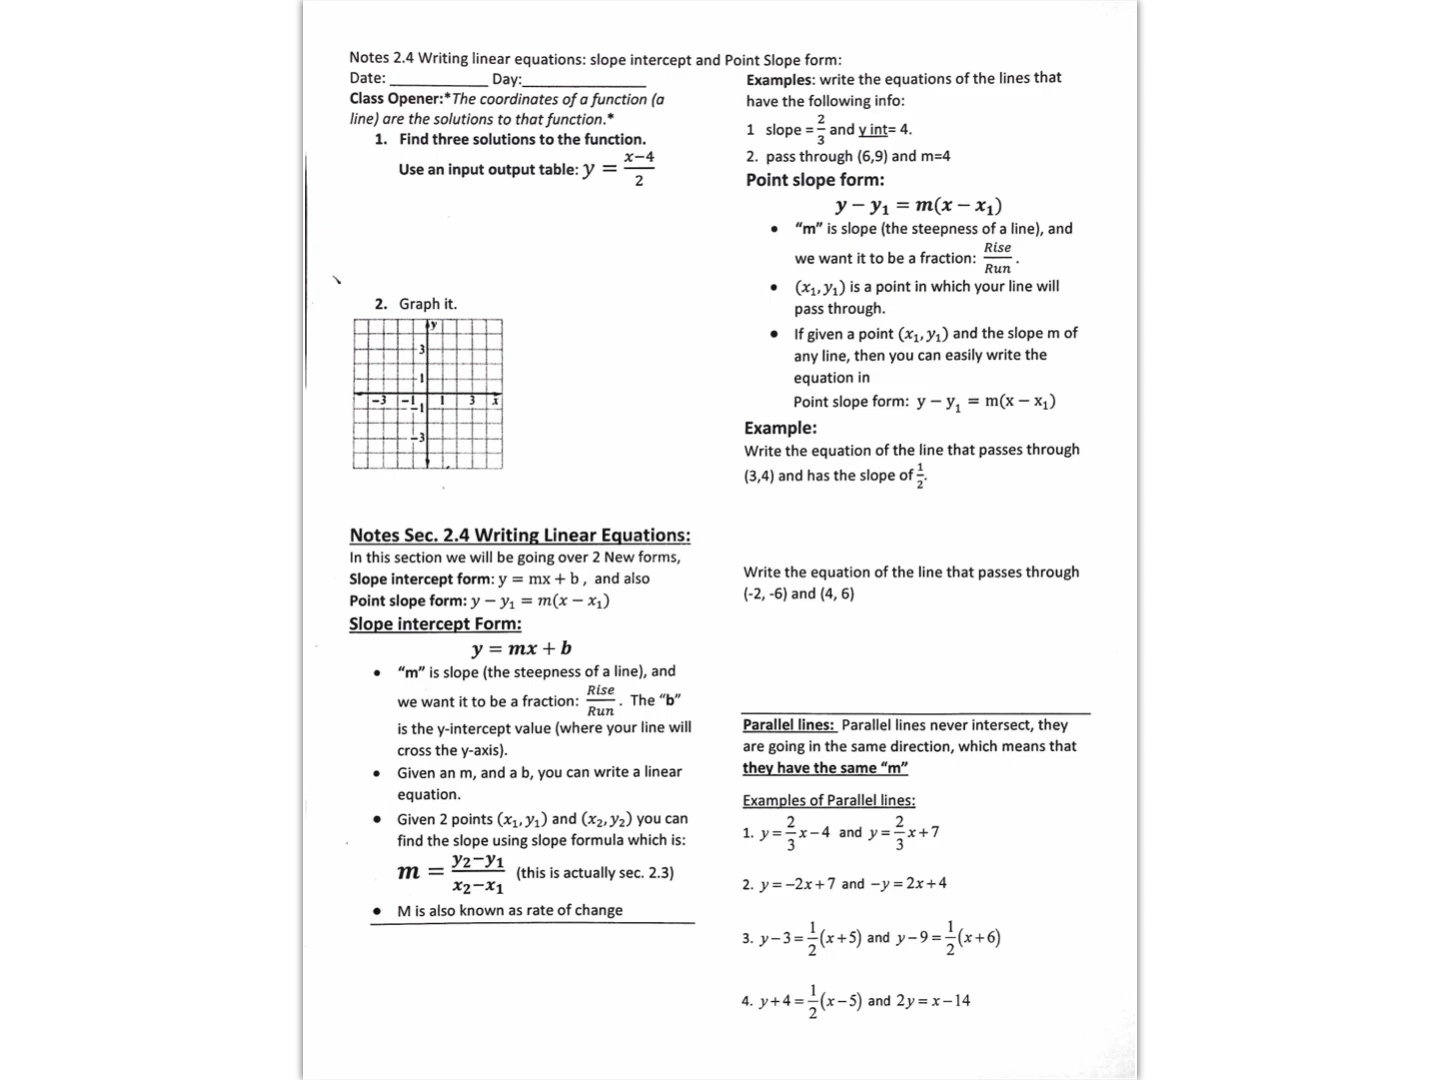 Notes 2.4 Writing linear equations: slope intercept and Point Slope form:
Date: ____________ Day:_______________
Class Opener:*The coordinates of a function (a
line) are the solutions to that function.*
1. Find three solutions to the function.
Use an input output table: y = (x−4)/2
2. Graph it.
y
3
1
−3 −1 1 3 x
−1
−3
Notes Sec. 2.4 Writing Linear Equations:
In this section we will be going over 2 New forms,
Slope intercept form: y = mx + b , and also
Point slope form: y − y₁ = m(x − x₁)
Slope intercept Form:
y = mx + b
• “m” is slope (the steepness of a line), and
we want it to be a fraction: Rise/Run . The “b”
is the y-intercept value (where your line will
cross the y-axis).
• Given an m, and a b, you can write a linear
equation.
• Given 2 points (x₁, y₁) and (x₂, y₂) you can
find the slope using slope formula which is:
m = (y₂−y₁)/(x₂−x₁) (this is actually sec. 2.3)
• M is also known as rate of change
Examples: write the equations of the lines that
have the following info:
1 slope = 2/3 and y int= 4.
2. pass through (6,9) and m=4
Point slope form:
y − y₁ = m(x − x₁)
• “m” is slope (the steepness of a line), and
we want it to be a fraction: Rise/Run .
• (x₁, y₁) is a point in which your line will
pass through.
• If given a point (x₁, y₁) and the slope m of
any line, then you can easily write the
equation in
Point slope form: y − y₁ = m(x − x₁)
Example:
Write the equation of the line that passes through
(3,4) and has the slope of 1/2.
Write the equation of the line that passes through
(-2, -6) and (4, 6)
Parallel lines: Parallel lines never intersect, they
are going in the same direction, which means that
they have the same “m”
Examples of Parallel lines:
1. y = 2/3 x − 4 and y = 2/3 x + 7
2. y = −2x + 7 and −y = 2x + 4
3. y − 3 = 1/2 (x + 5) and y − 9 = 1/2 (x + 6)
4. y + 4 = 1/2 (x − 5) and 2y = x − 14